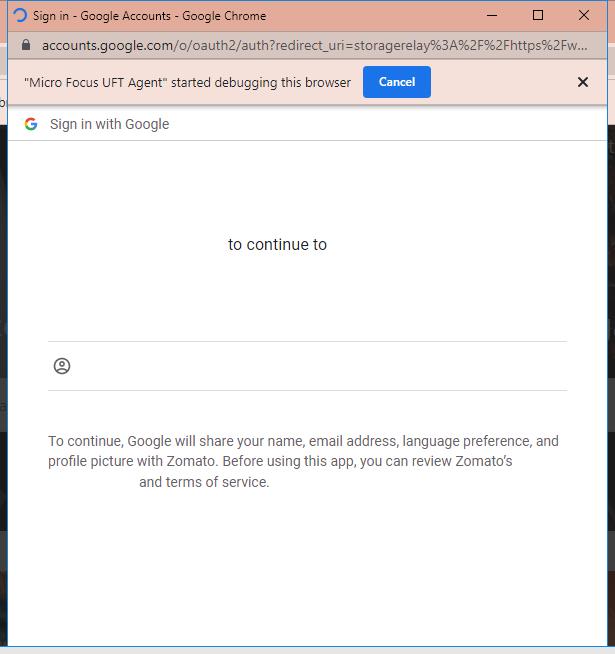 Sign in - Google Accounts - Google Chrome
accounts.google.com/o/oauth2/auth?redirect_uri=storagerelay%3A%2F%2Fhttps%2Fw...
"Micro Focus UFT Agent" started debugging this browser Cancel
Sign in with Google
to continue to
To continue, Google will share your name, email address, language preference, and
profile picture with Zomato. Before using this app, you can review Zomato's
and terms of service.